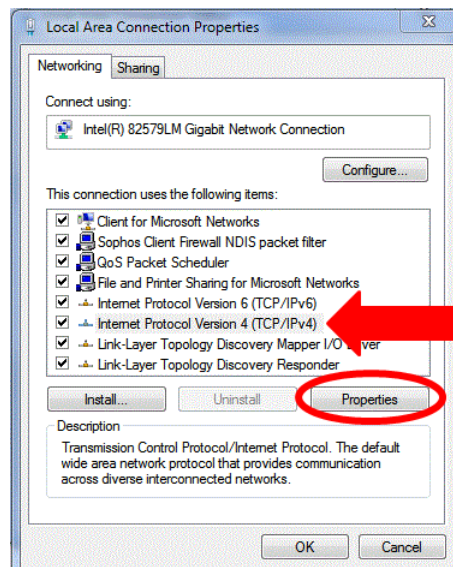 Local Area Connection Properties
Networking Sharing
Connect using:
Intel(R) 82579LM Gigabit Network Connection
Configure...
This connection uses the following items:
Client for Microsoft Networks
Sophos Client Firewall NDIS packet filter
QoS Packet Scheduler
File and Printer Sharing for Microsoft Networks
Internet Protocol Version 6 (TCP/IPv6)
Internet Protocol Version 4 (TCP/IPv4)
Link-Layer Topology Discovery Mapper I/O
Link-Layer Topology Discovery Responder
Install... Uninstall Properties
Description
Transmission Control Protocol/Internet Protocol. The default
wide area network protocol that provides communication
across diverse interconnected networks.
OK Cancel